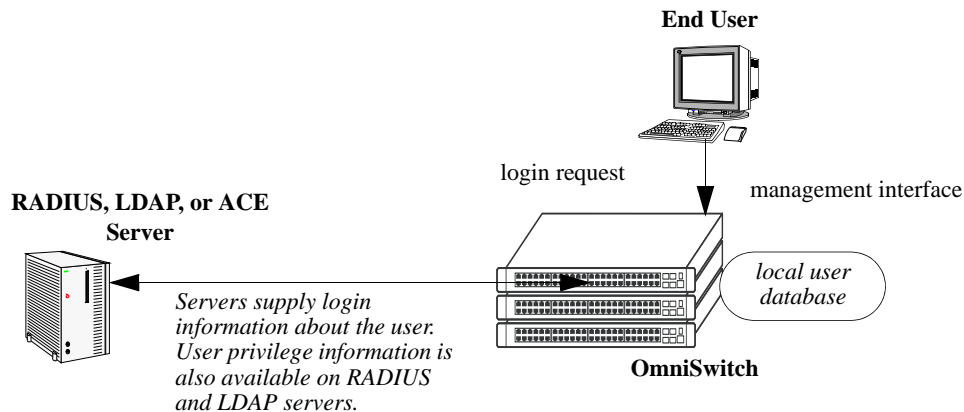 End User
login request
management interface
RADIUS, LDAP, or ACE
Server
local user
database
Servers supply login
information about the user.
User privilege information is
also available on RADIUS
and LDAP servers.
OmniSwitch